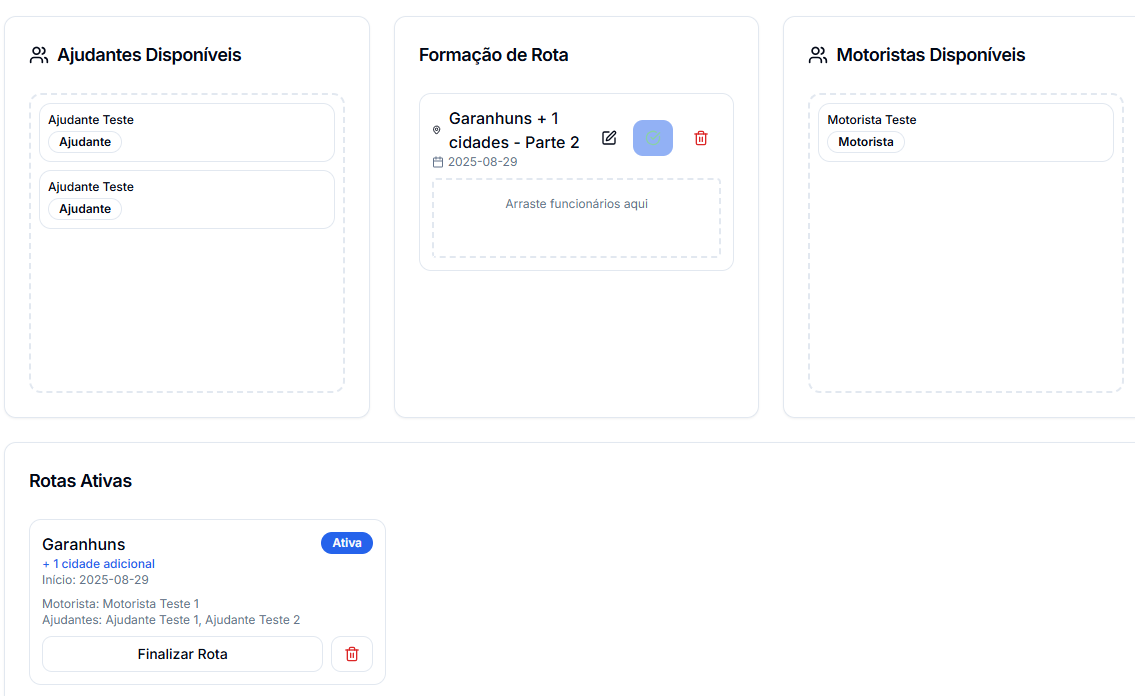 Ajudantes Disponíveis
Ajudante Teste
Ajudante
Ajudante Teste
Ajudante
Formação de Rota
Garanhuns + 1
cidades - Parte 2
2025-08-29
Arraste funcionários aqui
Motoristas Disponíveis
Motorista Teste
Motorista
Rotas Ativas
Garanhuns
Ativa
+ 1 cidade adicional
Início: 2025-08-29
Motorista: Motorista Teste 1
Ajudantes: Ajudante Teste 1, Ajudante Teste 2
Finalizar Rota